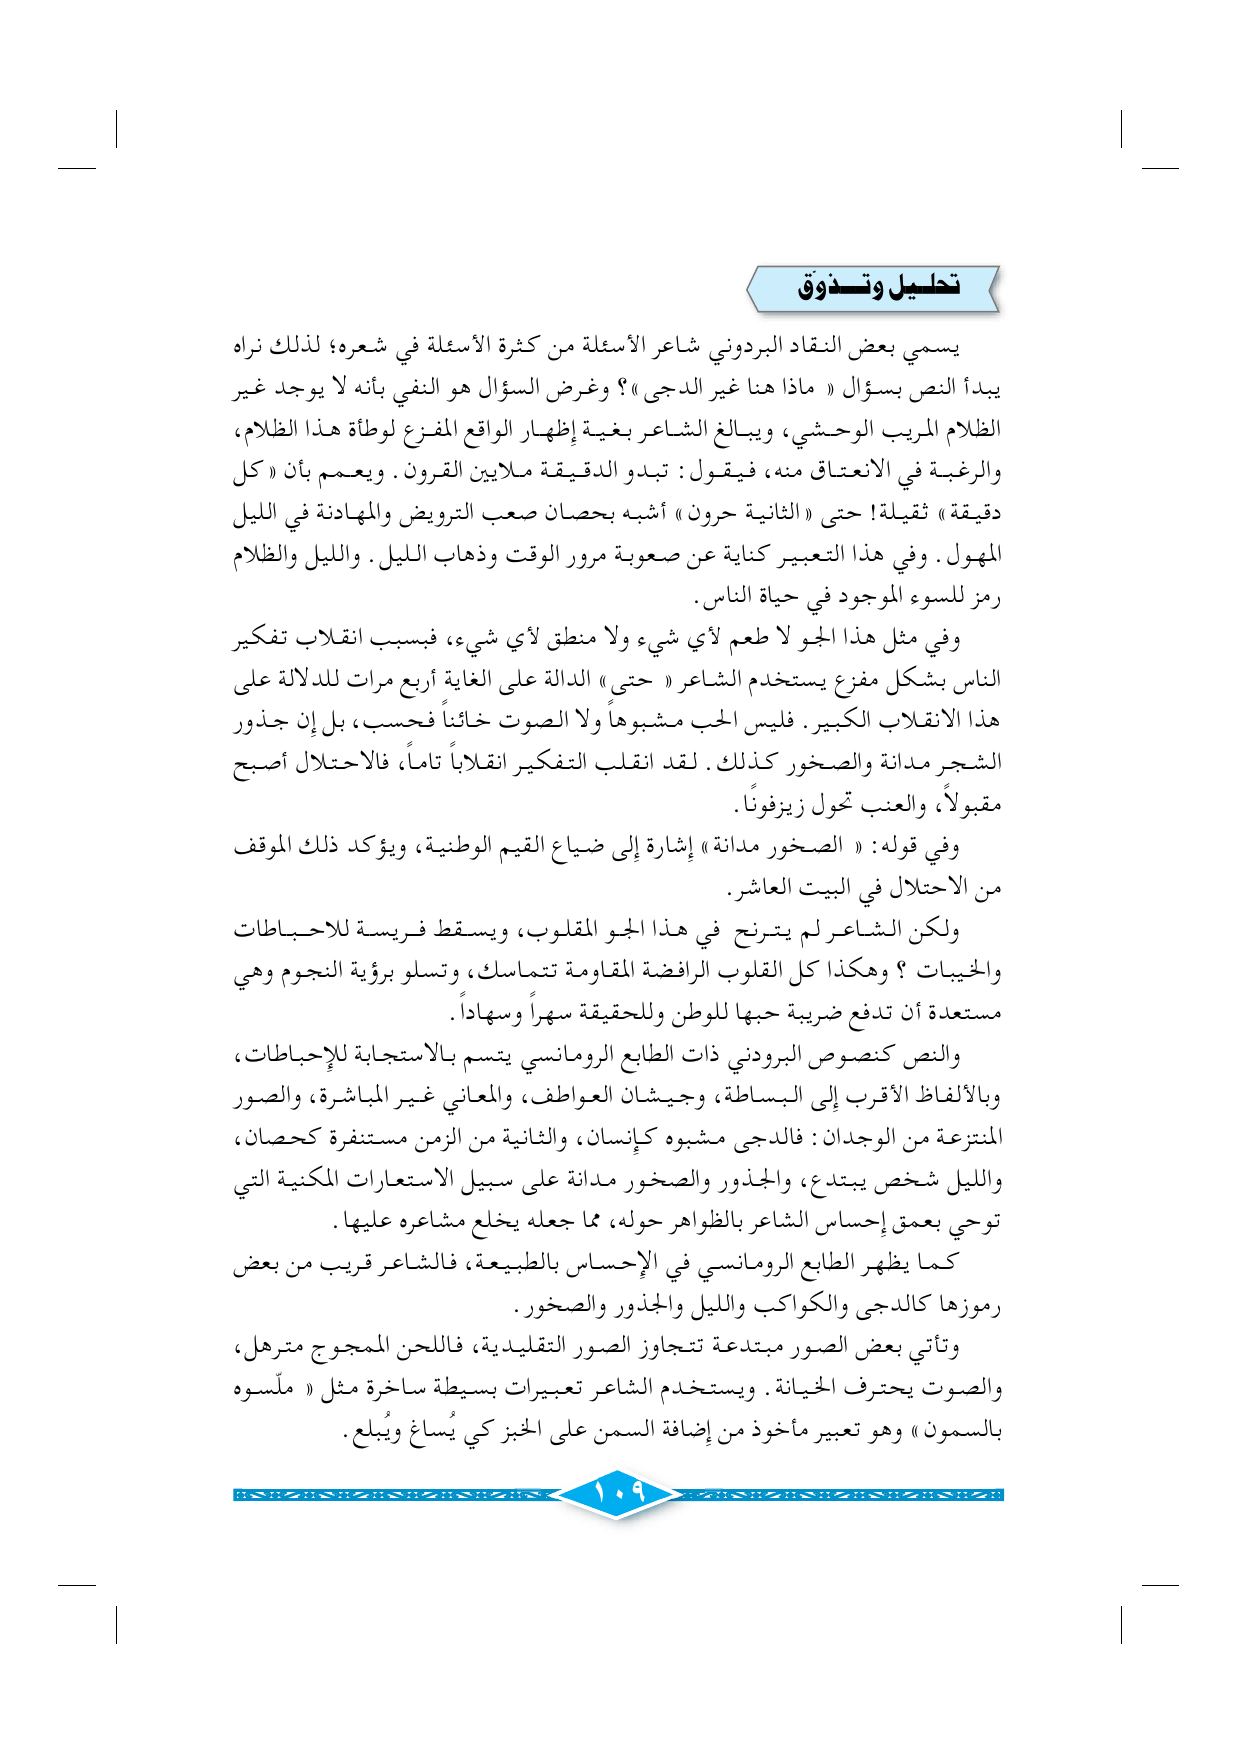 تحليل وتذوّق
يسمي بعض النقاد البردوني شاعر الأسئلة من كثرة الأسئلة في شعره؛ لذلك نراه
يبدأ النص بسؤال « ماذا هنا غير الدجى»؟ وغرض السؤال هو النفي بأنه لا يوجد غير
الظلام المريب الوحشي، ويبالغ الشاعر بغية إظهار الواقع المفزع لوطأة هذا الظلام،
والرغبة في الانعتاق منه، فيقول: تبدو الدقيقة ملايين القرون. ويعمم بأن «كل
دقيقة» ثقيلة! حتى «الثانية حرون» أشبه بحصان صعب الترويض والمهادنة في الليل
المهول. وفي هذا التعبير كناية عن صعوبة مرور الوقت وذهاب الليل. والليل والظلام
رمز للسوء الموجود في حياة الناس.
وفي مثل هذا الجو لا طعم لأي شيء ولا منطق لأي شيء، فبسبب انقلاب تفكير
الناس بشكل مفزع يستخدم الشاعر « حتى» الدالة على الغاية أربع مرات للدلالة على
هذا الانقلاب الكبير. فليس الحب مشبوهاً ولا الصوت خائناً فحسب، بل إن جذور
الشجر مدانة والصخور كذلك. لقد انقلب التفكير انقلاباً تاماً، فالاحتلال أصبح
مقبولاً، والعنب تحول زيزفونًا.
وفي قوله: « الصخور مدانة» إشارة إلى ضياع القيم الوطنية، ويؤكد ذلك الموقف
من الاحتلال في البيت العاشر.
ولكن الشاعر لم يترنح في هذا الجو المقلوب، ويسقط فريسة للاحباطات
والخيبات ؟ وهكذا كل القلوب الرافضة المقاومة تتماسك، وتسلو برؤية النجوم وهي
مستعدة أن تدفع ضريبة حبها للوطن وللحقيقة سهراً وسهاداً.
والنص كنصوص البرودني ذات الطابع الرومانسي يتسم بالاستجابة للإحباطات،
وبالألفاظ الأقرب إلى البساطة، وجيشان العواطف، والمعاني غير المباشرة، والصور
المنتزعة من الوجدان: فالدجى مشبوه كإنسان، والثانية من الزمن مستنفرة كحصان،
والليل شخص يبتدع، والجذور والصخور مدانة على سبيل الاستعارات المكنية التي
توحي بعمق إحساس الشاعر بالظواهر حوله، مما جعله يخلع مشاعره عليها.
كما يظهر الطابع الرومانسي في الإحساس بالطبيعة، فالشاعر قريب من بعض
رموزها كالدجى والكواكب والليل والجذور والصخور.
وتأتي بعض الصور مبتدعة تتجاوز الصور التقليدية، فاللحن الممجوج مترهل،
والصوت يحترف الخيانة. ويستخدم الشاعر تعبيرات بسيطة ساخرة مثل « ملّسوه
بالسمون» وهو تعبير مأخوذ من إضافة السمن على الخبز كي يُساغ ويُبلع.
١٠٩